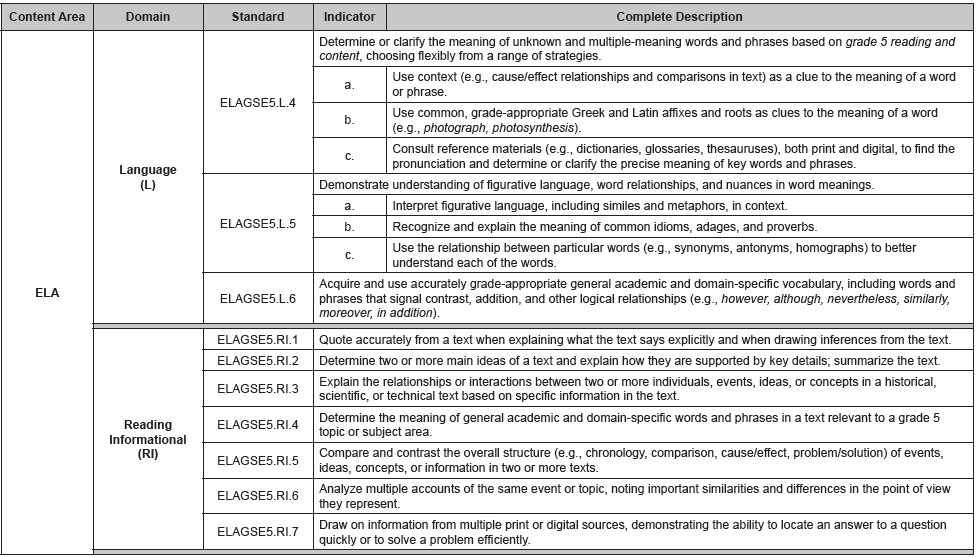 Content Area Domain Standard Indicator Complete Description
ELA
Language
(L)
ELAGSE5.L.4
Determine or clarify the meaning of unknown and multiple-meaning words and phrases based on grade 5 reading and
content, choosing flexibly from a range of strategies.
a.
Use context (e.g., cause/effect relationships and comparisons in text) as a clue to the meaning of a word
or phrase.
b.
Use common, grade-appropriate Greek and Latin affixes and roots as clues to the meaning of a word
(e.g., photograph, photosynthesis).
c.
Consult reference materials (e.g., dictionaries, glossaries, thesauruses), both print and digital, to find the
pronunciation and determine or clarify the precise meaning of key words and phrases.
ELAGSE5.L.5
Demonstrate understanding of figurative language, word relationships, and nuances in word meanings.
a. Interpret figurative language, including similes and metaphors, in context.
b. Recognize and explain the meaning of common idioms, adages, and proverbs.
c.
Use the relationship between particular words (e.g., synonyms, antonyms, homographs) to better
understand each of the words.
ELAGSE5.L.6
Acquire and use accurately grade-appropriate general academic and domain-specific vocabulary, including words and
phrases that signal contrast, addition, and other logical relationships (e.g., however, although, nevertheless, similarly,
moreover, in addition).
Reading
Informational
(RI)
ELAGSE5.RI.1 Quote accurately from a text when explaining what the text says explicitly and when drawing inferences from the text.
ELAGSE5.RI.2 Determine two or more main ideas of a text and explain how they are supported by key details; summarize the text.
ELAGSE5.RI.3
Explain the relationships or interactions between two or more individuals, events, ideas, or concepts in a historical,
scientific, or technical text based on specific information in the text.
ELAGSE5.RI.4
Determine the meaning of general academic and domain-specific words and phrases in a text relevant to a grade 5
topic or subject area.
ELAGSE5.RI.5
Compare and contrast the overall structure (e.g., chronology, comparison, cause/effect, problem/solution) of events,
ideas, concepts, or information in two or more texts.
ELAGSE5.RI.6
Analyze multiple accounts of the same event or topic, noting important similarities and differences in the point of view
they represent.
ELAGSE5.RI.7
Draw on information from multiple print or digital sources, demonstrating the ability to locate an answer to a question
quickly or to solve a problem efficiently.